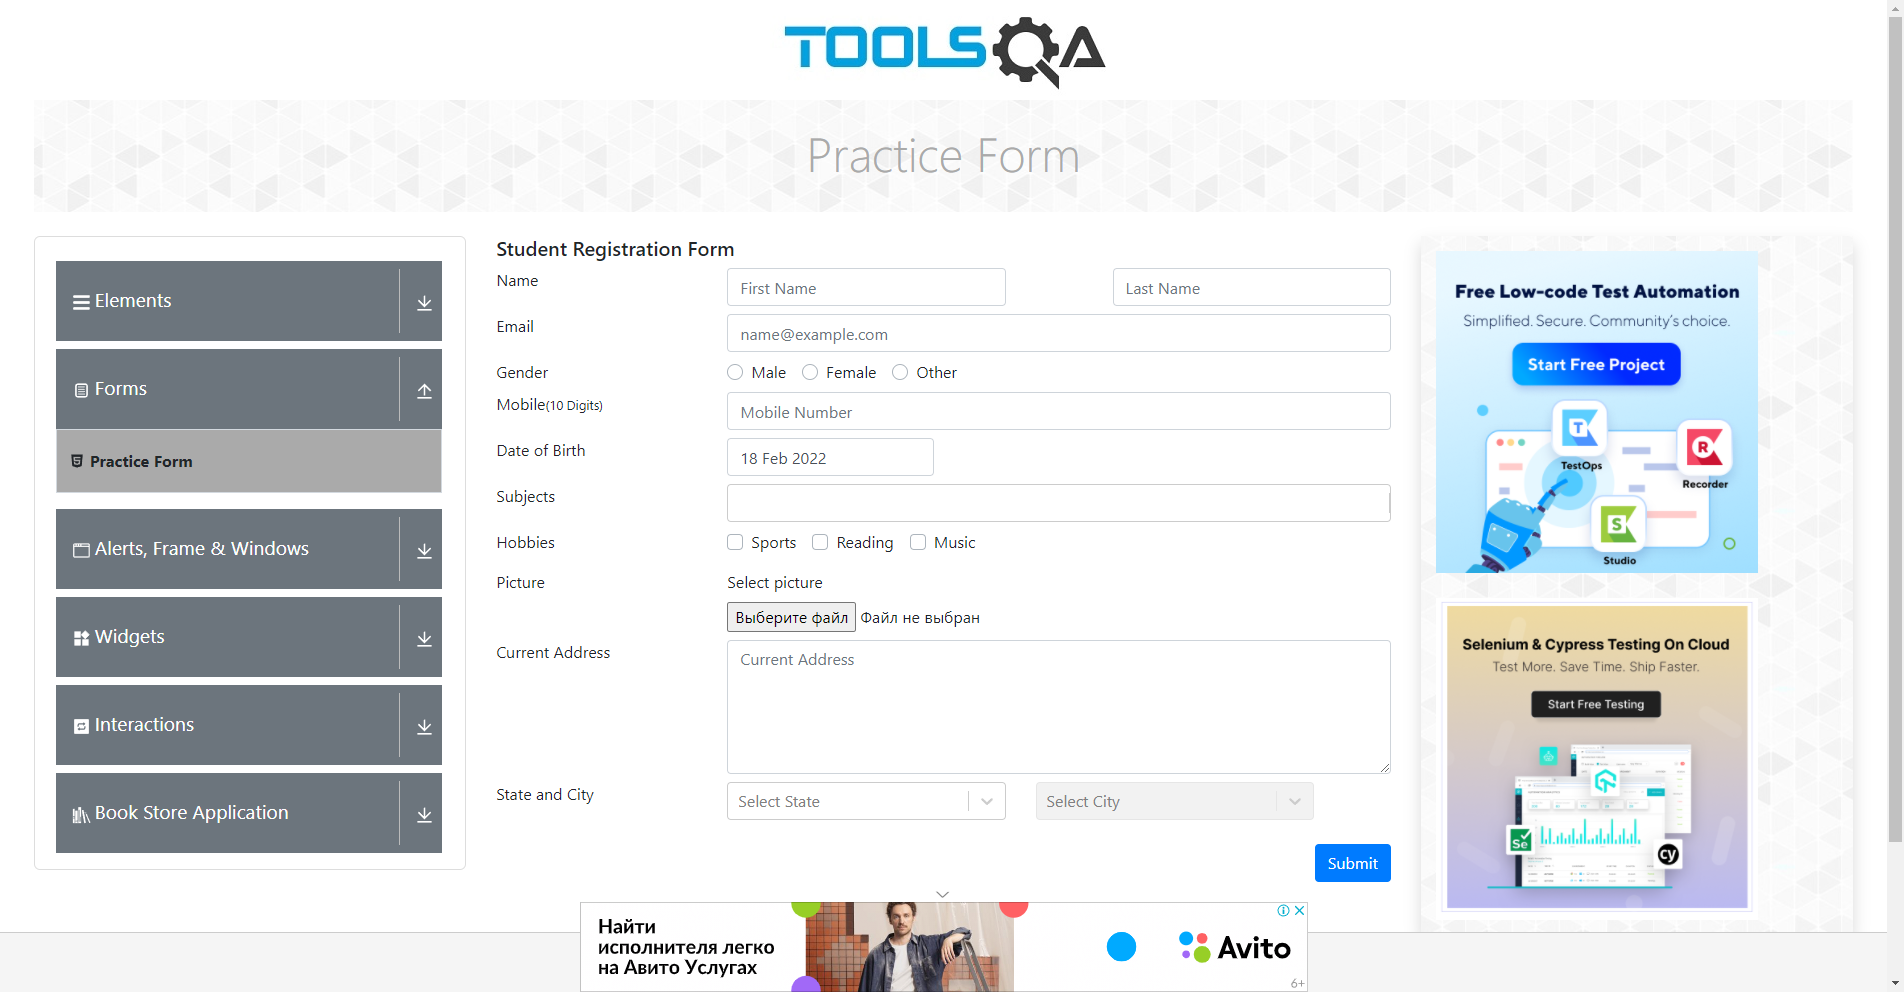 TOOLSQA
Practice Form
Elements
Forms
Practice Form
Alerts, Frame & Windows
Widgets
Interactions
Book Store Application
Student Registration Form
Name
First Name
Last Name
Email
name@example.com
Gender
Male
Female
Other
Mobile(10 Digits)
Mobile Number
Date of Birth
18 Feb 2022
Subjects
Hobbies
Sports
Reading
Music
Picture
Select picture
Выберите файл
Файл не выбран
Current Address
Current Address
State and City
Select State
Select City
Submit
Free Low-code Test Automation
Simplified. Secure. Community's choice.
Start Free Project
T
TestOps
R
Recorder
S
Studio
Selenium & Cypress Testing On Cloud
Test More. Save Time. Ship Faster.
Start Free Testing
Se
cy
Найти
исполнителя легко
на Авито Услугах
Avito
6+